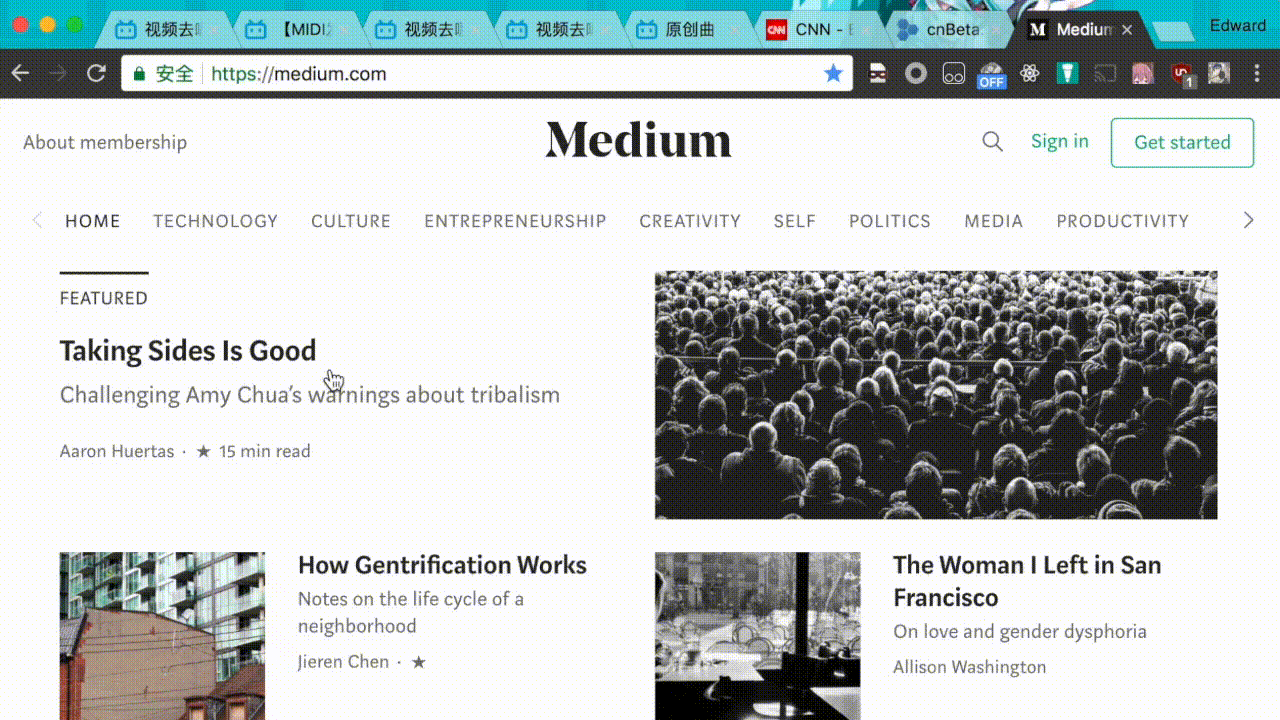 视频去
【MIDI
视频去
视频去
原创曲
CNN -
cnBeta
Medium
Edward
安全
https://medium.com
OFF
1
About membership
Medium
Sign in
Get started
HOME
TECHNOLOGY
CULTURE
ENTREPRENEURSHIP
CREATIVITY
SELF
POLITICS
MEDIA
PRODUCTIVITY
FEATURED
Taking Sides Is Good
Challenging Amy Chua’s warnings about tribalism
Aaron Huertas · ★ 15 min read
How Gentrification Works
Notes on the life cycle of a
neighborhood
Jieren Chen · ★
The Woman I Left in San
Francisco
On love and gender dysphoria
Allison Washington